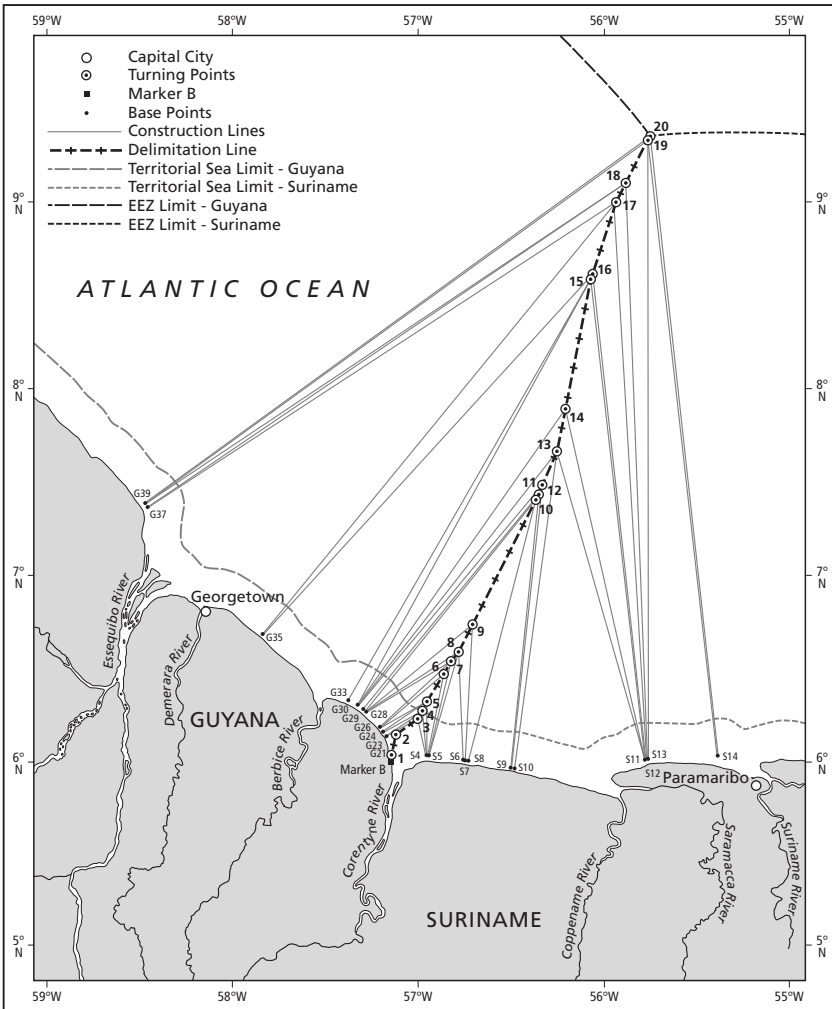 59°W
58°W
57°W
56°W
55°W
Capital City
Turning Points
Marker B
Base Points
Construction Lines
Delimitation Line
Territorial Sea Limit - Guyana
Territorial Sea Limit - Suriname
EEZ Limit - Guyana
EEZ Limit - Suriname
20
19
18
17
9°
N
9°
N
ATLANTIC OCEAN
16
15
8°
N
8°
N
14
13
11
12
10
G39
G37
7°
N
7°
N
Georgetown
Essequibo River
Demerara River
G35
9
8
7
6
G33
G30
G29
G28
GUYANA
Berbice River
5
4
3
G26
G24
G23
G21
2
1
Marker B
S4
S5
S6
S7
S8
S9
S10
S11
S13
S12
S14
6°
N
6°
N
Paramaribo
Corentyne River
Coppename River
Saramacca River
Suriname River
SURINAME
5°
N
5°
N
59°W
58°W
57°W
56°W
55°W